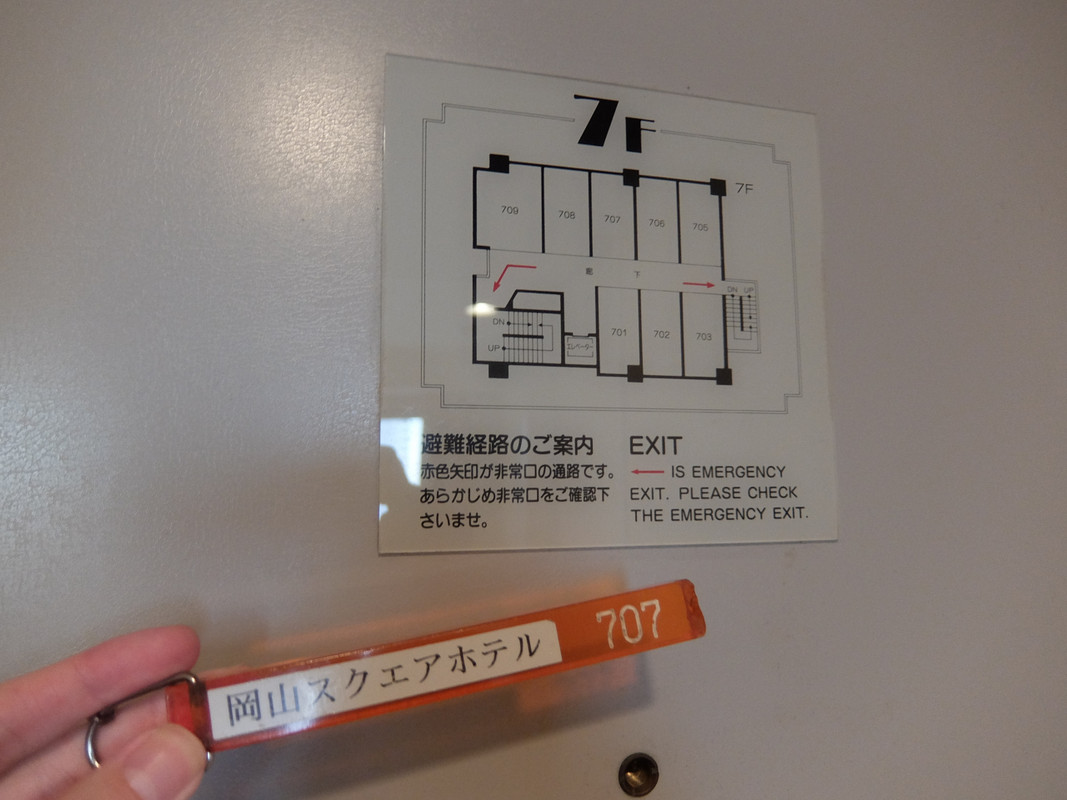 7F
7F
709
708
707
706
705
廊下
DN UP
DN
UP
エレベーター
701
702
703
避難経路のご案内
赤色矢印が非常口の通路です。
あらかじめ非常口をご確認下
さいませ。
EXIT
IS EMERGENCY
EXIT. PLEASE CHECK
THE EMERGENCY EXIT.
岡山スクエアホテル 707